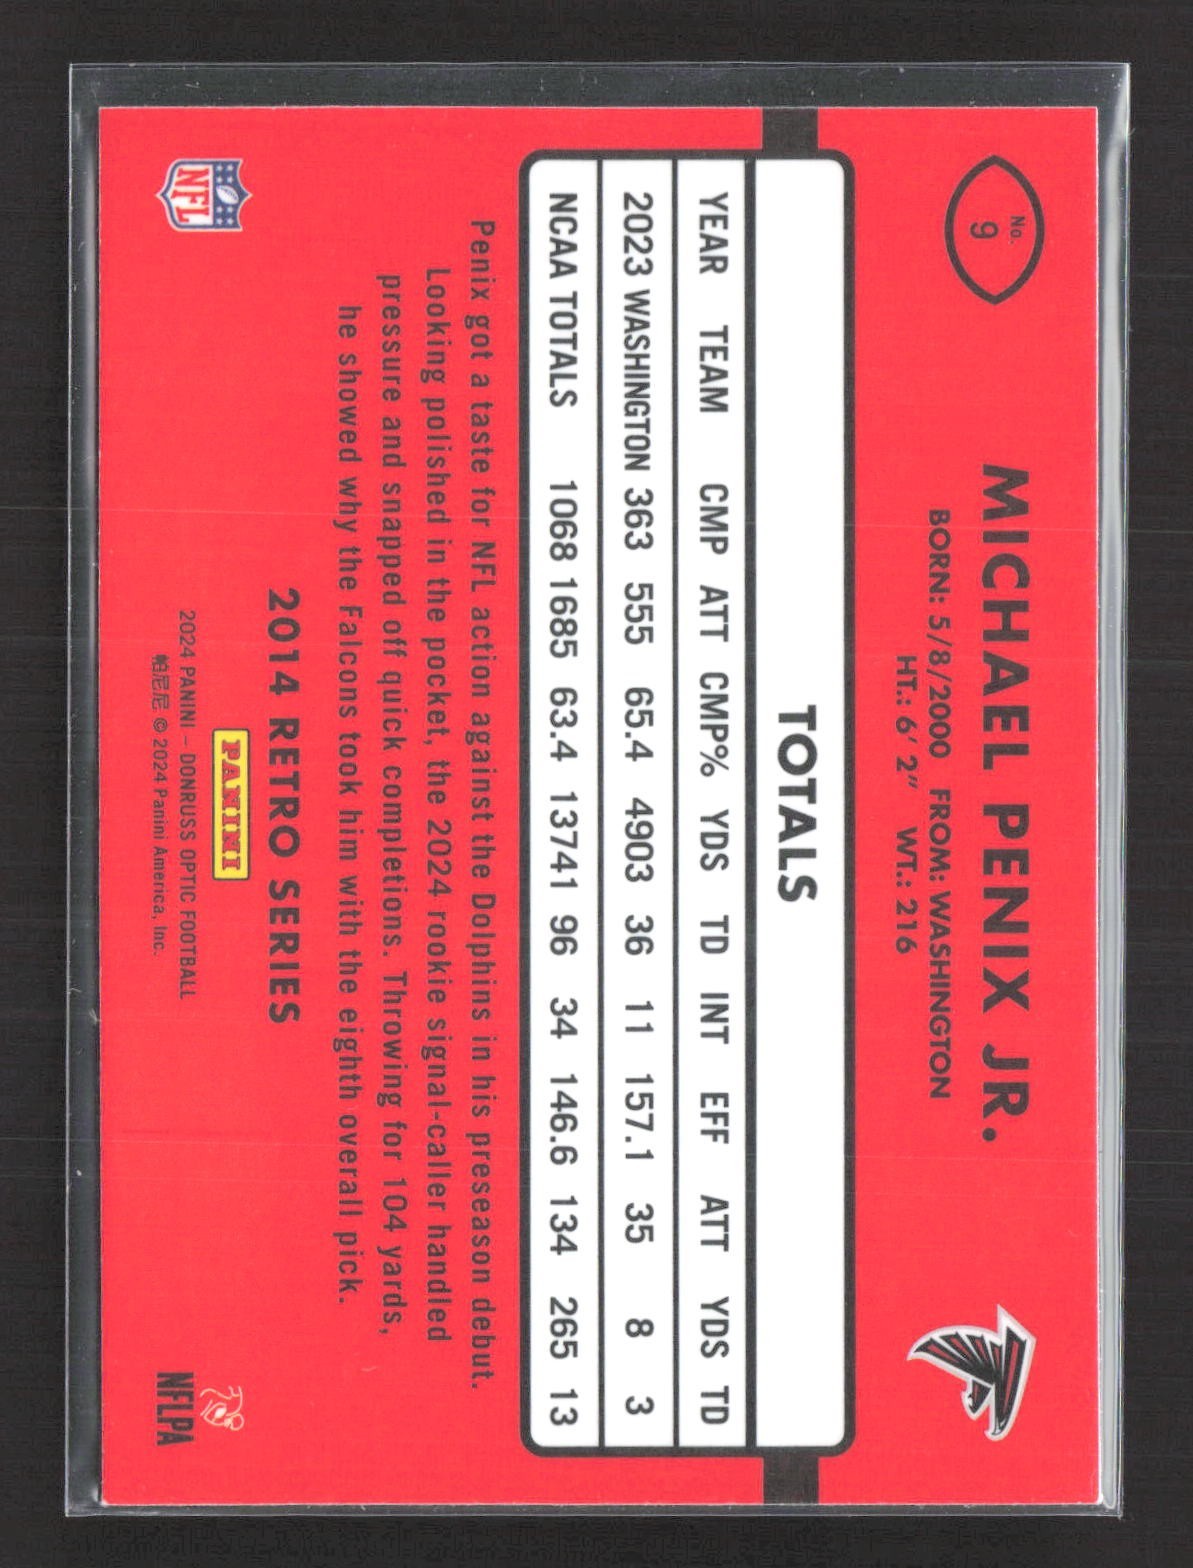 No.
9
MICHAEL PENIX JR.
BORN: 5/8/2000 FROM: WASHINGTON
HT.: 6' 2" WT.: 216
TOTALS
YEAR TEAM CMP ATT CMP% YDS TD INT EFF ATT YDS TD
2023 WASHINGTON 363 555 65.4 4903 36 11 157.1 35 8 3
NCAA TOTALS 1068 1685 63.4 13741 96 34 146.6 134 265 13
Penix got a taste for NFL action against the Dolphins in his preseason debut.
Looking polished in the pocket, the 2024 rookie signal-caller handled
pressure and snapped off quick completions. Throwing for 104 yards,
he showed why the Falcons took him with the eighth overall pick.
2014 RETRO SERIES
PANINI
2024 PANINI – DONRUSS OPTIC FOOTBALL
帕尼尼 © 2024 Panini America, Inc.
NFL
NFLPA